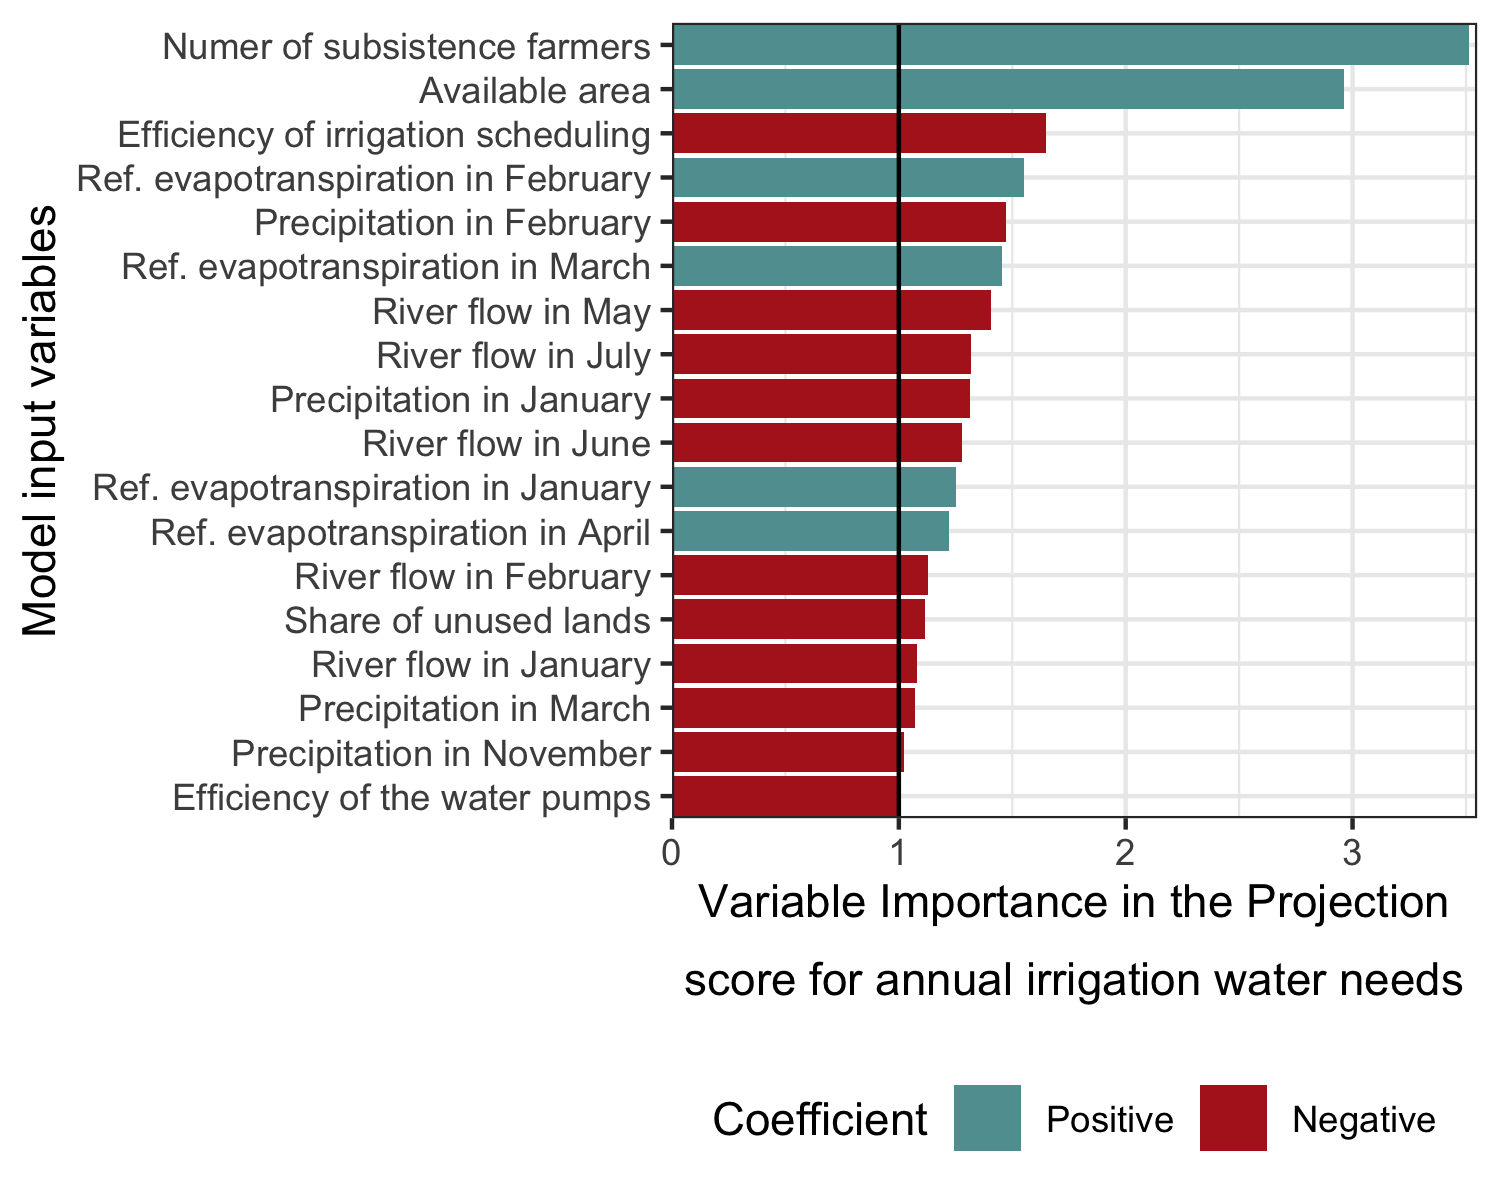 Model input variables
Numer of subsistence farmers
Available area
Efficiency of irrigation scheduling
Ref. evapotranspiration in February
Precipitation in February
Ref. evapotranspiration in March
River flow in May
River flow in July
Precipitation in January
River flow in June
Ref. evapotranspiration in January
Ref. evapotranspiration in April
River flow in February
Share of unused lands
River flow in January
Precipitation in March
Precipitation in November
Efficiency of the water pumps
0 1 2 3
Variable Importance in the Projection
score for annual irrigation water needs
Coefficient Positive Negative